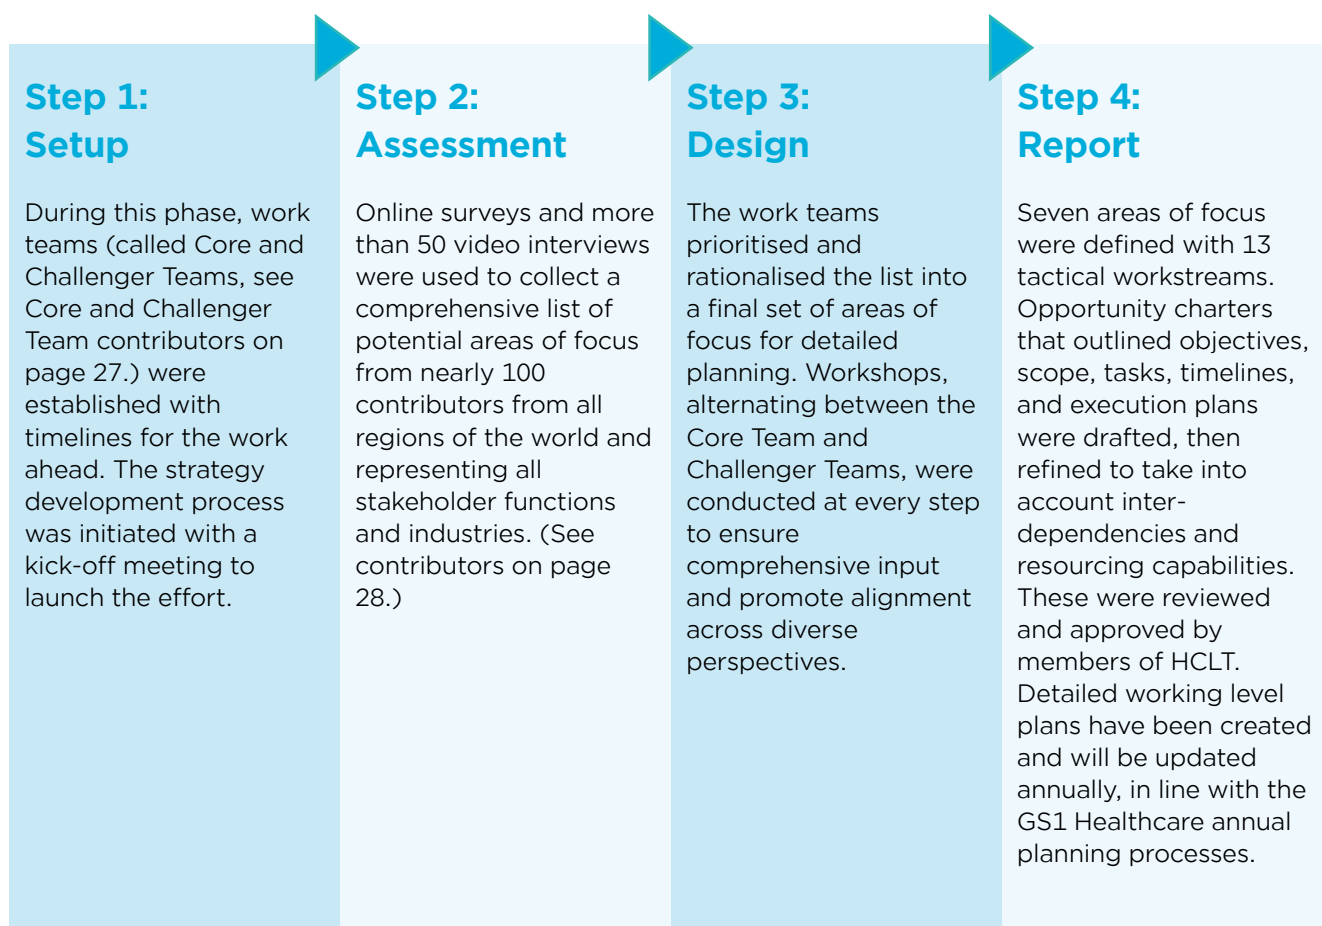 Step 1:
Setup
During this phase, work
teams (called Core and
Challenger Teams, see
Core and Challenger
Team contributors on
page 27.) were
established with
timelines for the work
ahead. The strategy
development process
was initiated with a
kick-off meeting to
launch the effort.
Step 2:
Assessment
Online surveys and more
than 50 video interviews
were used to collect a
comprehensive list of
potential areas of focus
from nearly 100
contributors from all
regions of the world and
representing all
stakeholder functions
and industries. (See
contributors on page
28.)
Step 3:
Design
The work teams
prioritised and
rationalised the list into
a final set of areas of
focus for detailed
planning. Workshops,
alternating between the
Core Team and
Challenger Teams, were
conducted at every step
to ensure
comprehensive input
and promote alignment
across diverse
perspectives.
Step 4:
Report
Seven areas of focus
were defined with 13
tactical workstreams.
Opportunity charters
that outlined objectives,
scope, tasks, timelines,
and execution plans
were drafted, then
refined to take into
account inter-
dependencies and
resourcing capabilities.
These were reviewed
and approved by
members of HCLT.
Detailed working level
plans have been created
and will be updated
annually, in line with the
GS1 Healthcare annual
planning processes.